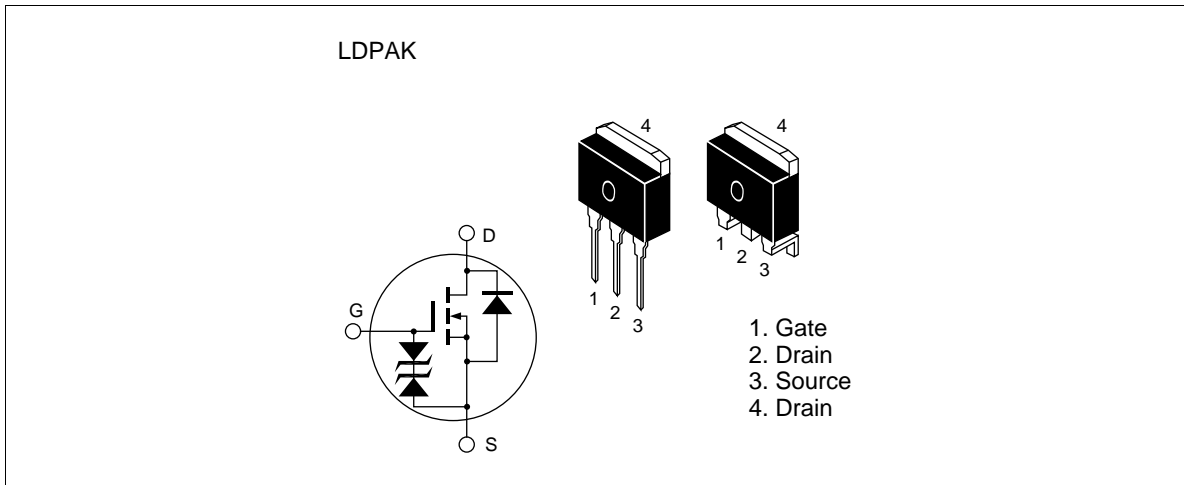 LDPAK
4
4
D
G
S
1
2
3
1
2
3
1. Gate
2. Drain
3. Source
4. Drain